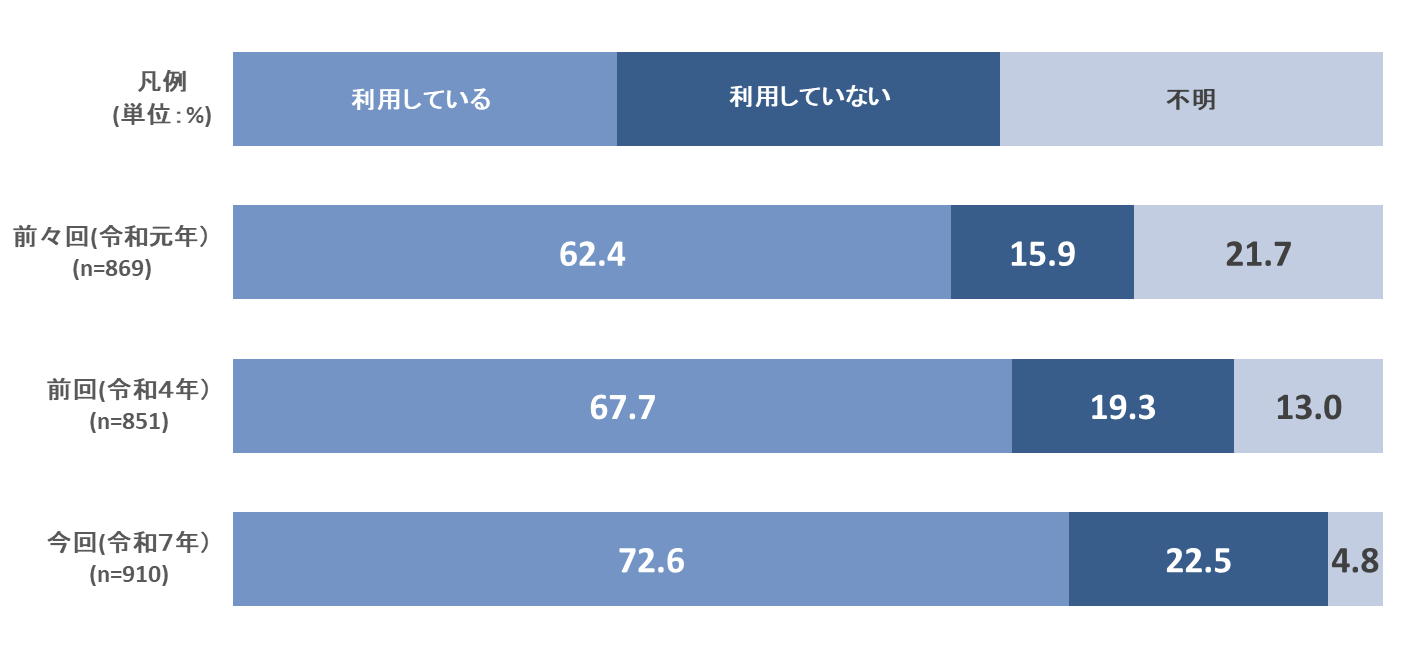 凡例
(単位：%)
利用している
利用していない
不明
前々回(令和元年）
(n=869)
62.4
15.9
21.7
前回(令和4年）
(n=851)
67.7
19.3
13.0
今回(令和7年）
(n=910)
72.6
22.5
4.8